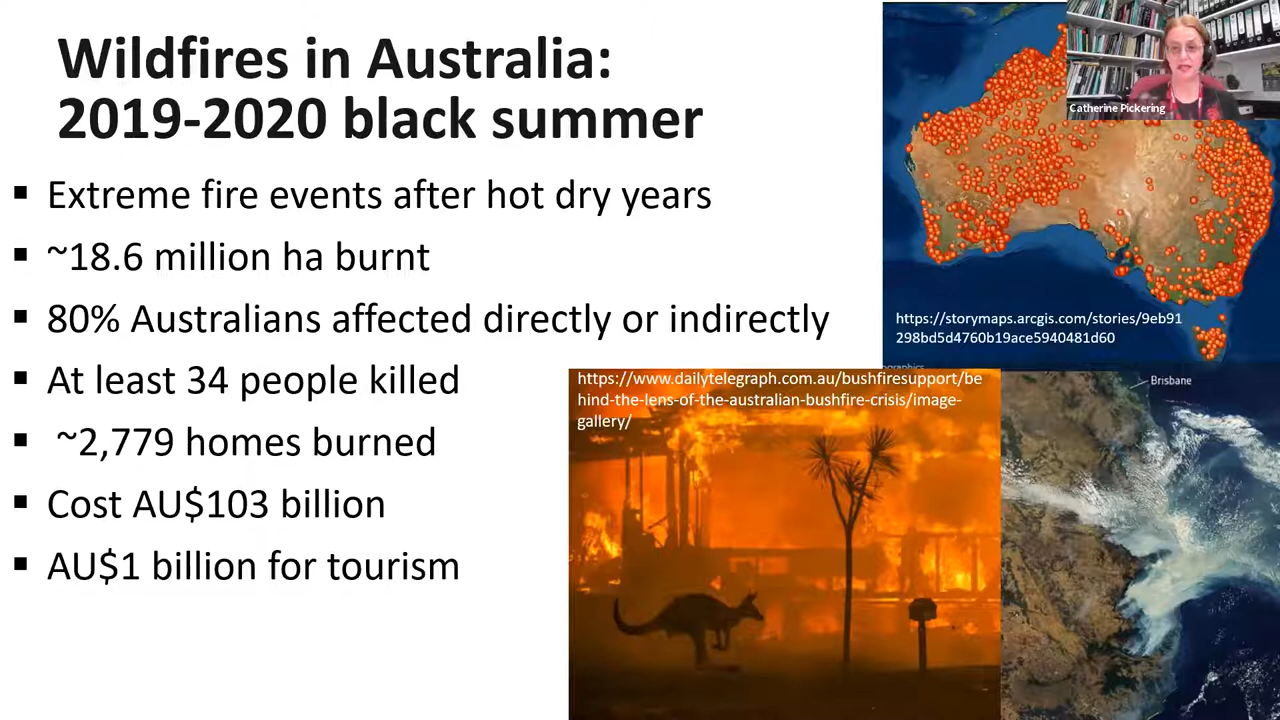 Wildfires in Australia:
2019-2020 black summer
▪ Extreme fire events after hot dry years
▪ ~18.6 million ha burnt
▪ 80% Australians affected directly or indirectly
▪ At least 34 people killed
▪ ~2,779 homes burned
▪ Cost AU$103 billion
▪ AU$1 billion for tourism
Catherine Pickering
https://storymaps.arcgis.com/stories/9eb91
298bd5d4760b19ace5940481d60
https://www.dailytelegraph.com.au/bushfiresupport/be
hind-the-lens-of-the-australian-bushfire-crisis/image-
gallery/
Brisbane